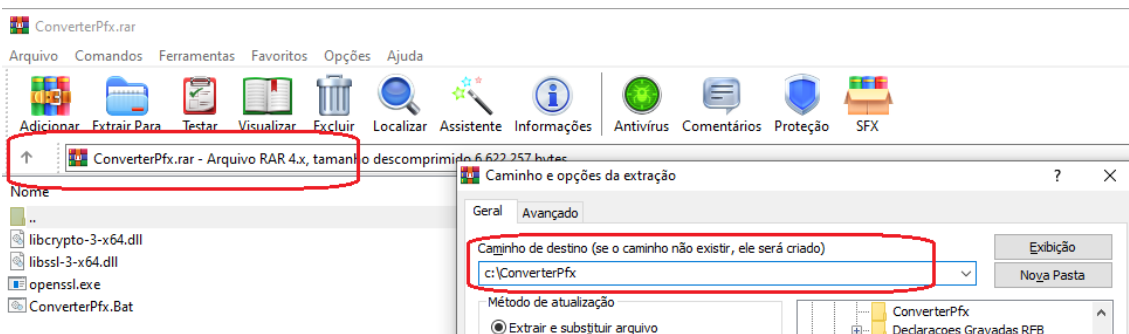 ConverterPfx.rar
Arquivo Comandos Ferramentas Favoritos Opções Ajuda
Adicionar Extrair Para Testar Visualizar Excluir Localizar Assistente Informações Antivírus Comentários Proteção SFX
ConverterPfx.rar - Arquivo RAR 4.x, tamanho descomprimido 6.622.257 bytes
Caminho e opções da extração
Nome
Geral Avançado
..
libcrypto-3-x64.dll
Caminho de destino (se o caminho não existir, ele será criado)
Exibição
libssl-3-x64.dll
c:\ConverterPfx
Nova Pasta
openssl.exe
ConverterPfx.Bat
Método de atualização
ConverterPfx
Extrair e substituir arquivo
Declaracoes Gravadas RFB